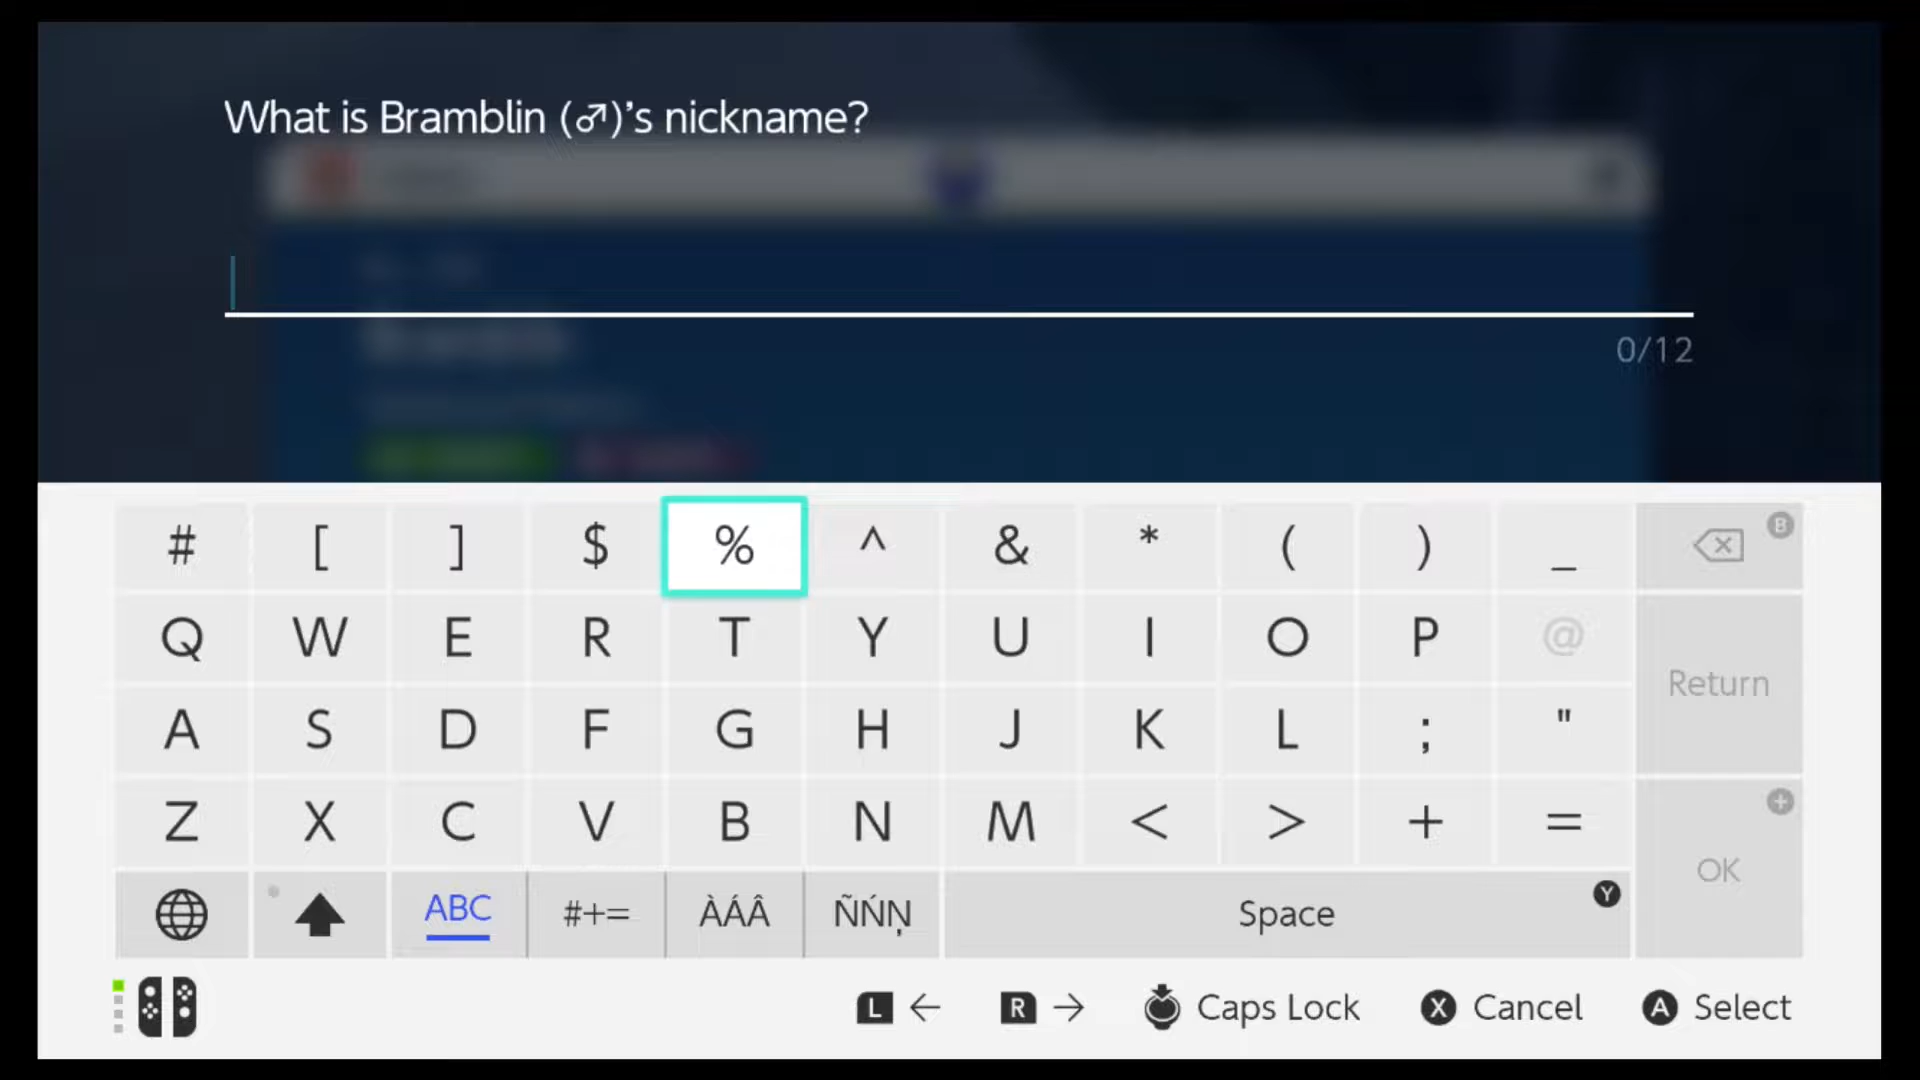 What is Bramblin (♂)'s nickname?
0/12
# [ ] $ % ^ & * ( ) _ B
Q W E R T Y U I O P @ Return
A S D F G H J K L ; "
Z X C V B N M < > + = OK
ABC #+= ÀÁÂ ÑŃŅ Space Y
L ← R → Caps Lock X Cancel A Select